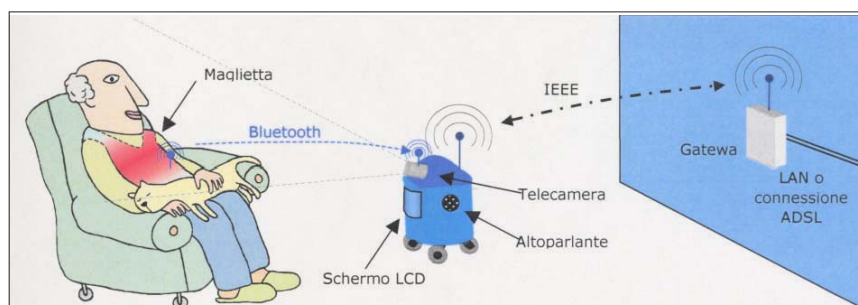 Maglietta
Bluetooth
IEEE
Gatewa
LAN o
connessione
ADSL
Telecamera
Altoparlante
Schermo LCD